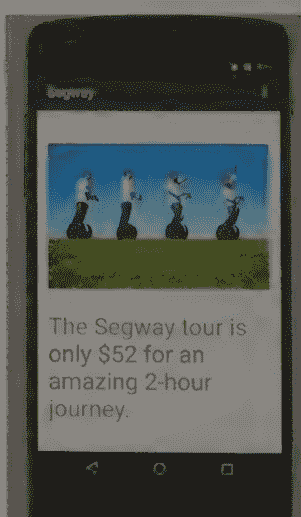 Segway
The Segway tour is
only $52 for an
amazing 2-hour
journey.